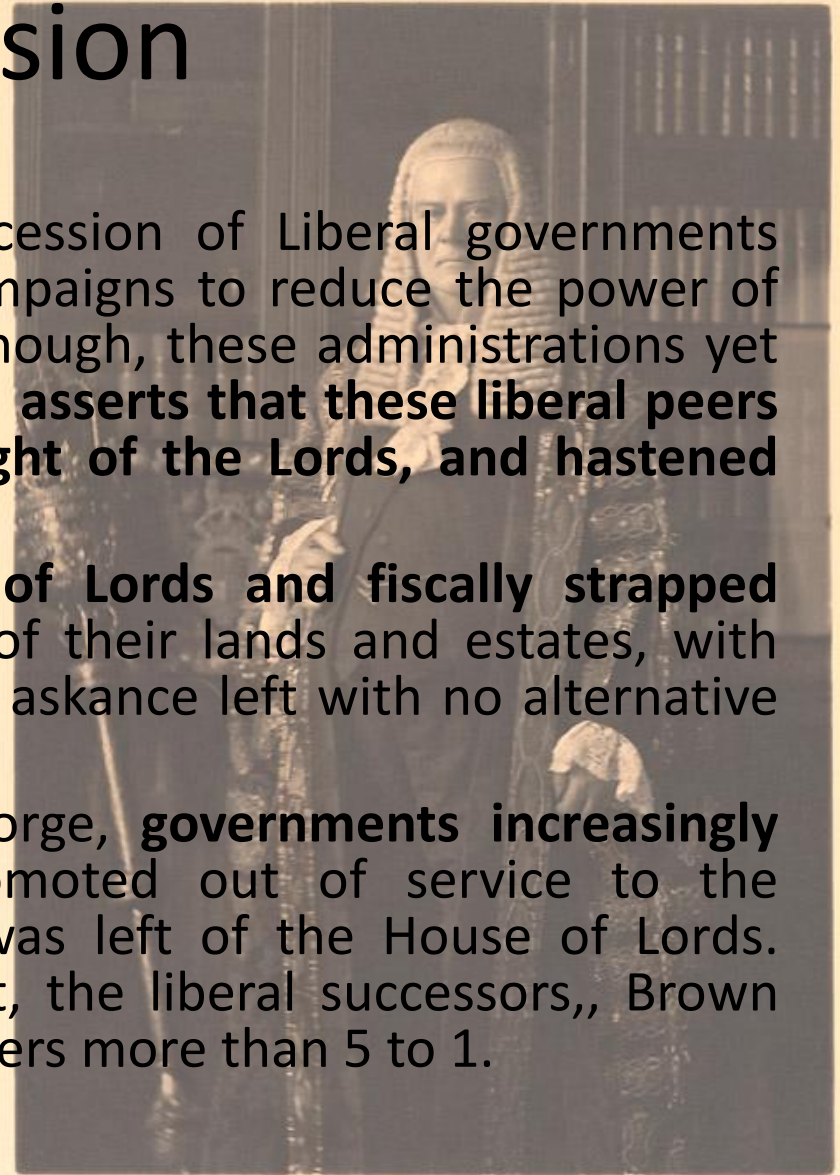 sion
cession of Liberal governments
mpaigns to reduce the power of
hough, these administrations yet
asserts that these liberal peers
ght of the Lords, and hastened
of Lords and fiscally strapped
of their lands and estates, with
askance left with no alternative
orge, governments increasingly
omoted out of service to the
was left of the House of Lords.
t, the liberal successors,, Brown
ers more than 5 to 1.